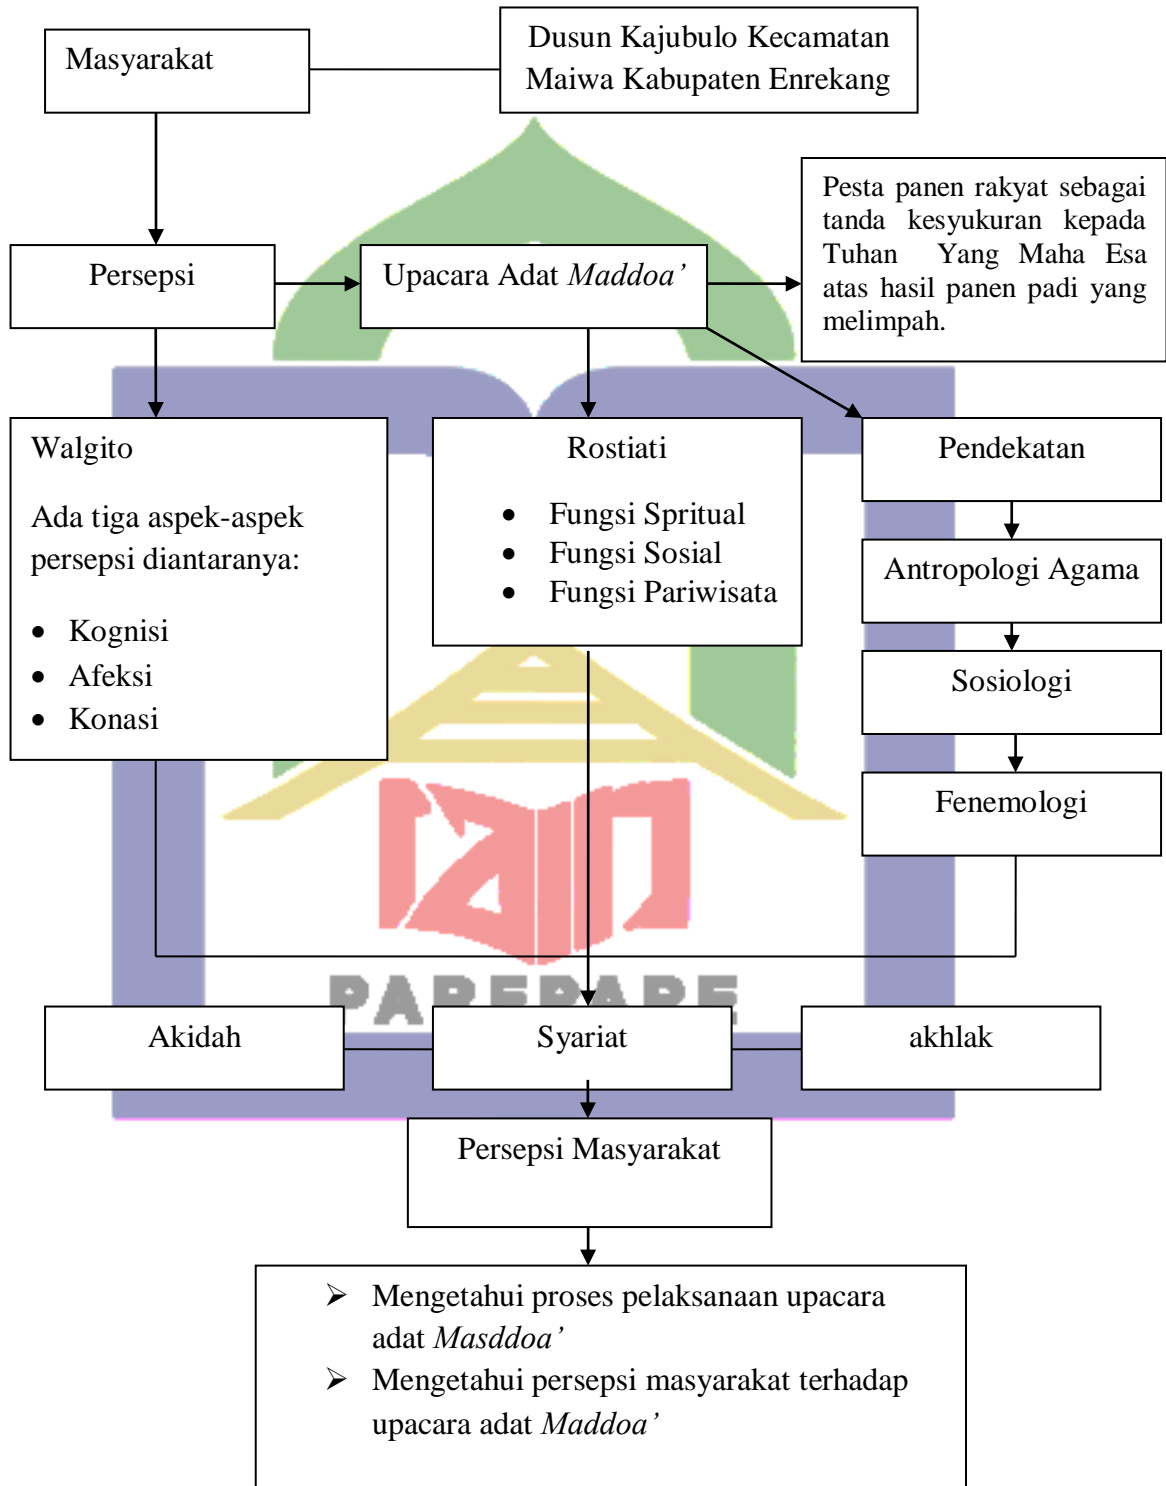 Masyarakat
Dusun Kajubulo Kecamatan
Maiwa Kabupaten Enrekang
Persepsi
Upacara Adat Maddoa’
Pesta panen rakyat sebagai
tanda kesyukuran kepada
Tuhan Yang Maha Esa
atas hasil panen padi yang
melimpah.
Walgito
Ada tiga aspek-aspek
persepsi diantaranya:
• Kognisi
• Afeksi
• Konasi
Rostiati
• Fungsi Spritual
• Fungsi Sosial
• Fungsi Pariwisata
Pendekatan
Antropologi Agama
Sosiologi
Fenemologi
iain
PAREPARE
Akidah
Syariat
akhlak
Persepsi Masyarakat
➢ Mengetahui proses pelaksanaan upacara
adat Masddoa’
➢ Mengetahui persepsi masyarakat terhadap
upacara adat Maddoa’